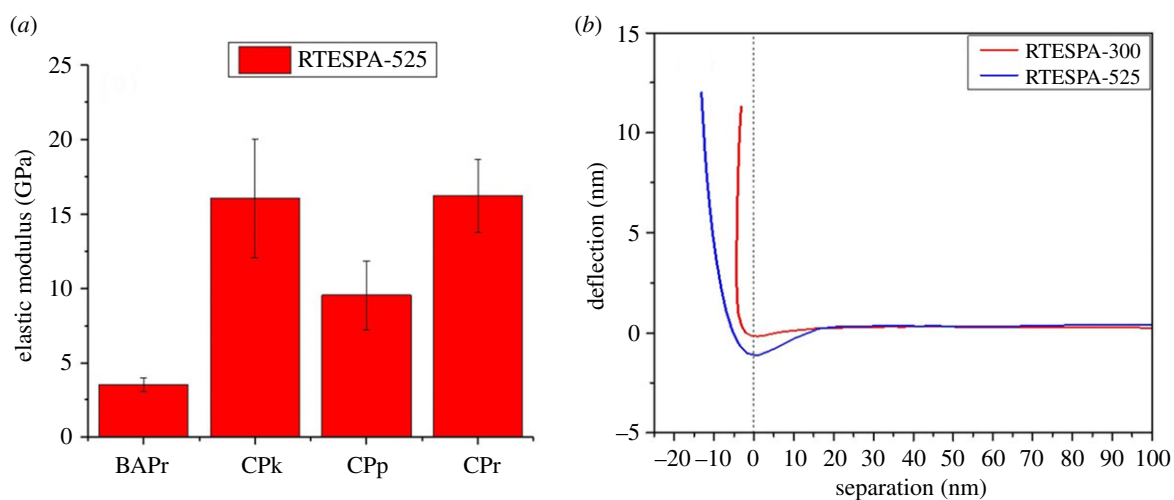 (a)
RTESPA-525
elastic modulus (GPa)
25
20
15
10
5
0
BAPr CPk CPp CPr
(b)
RTESPA-300
RTESPA-525
deflection (nm)
15
10
5
0
–5
–20 –10 0 10 20 30 40 50 60 70 80 90 100
separation (nm)